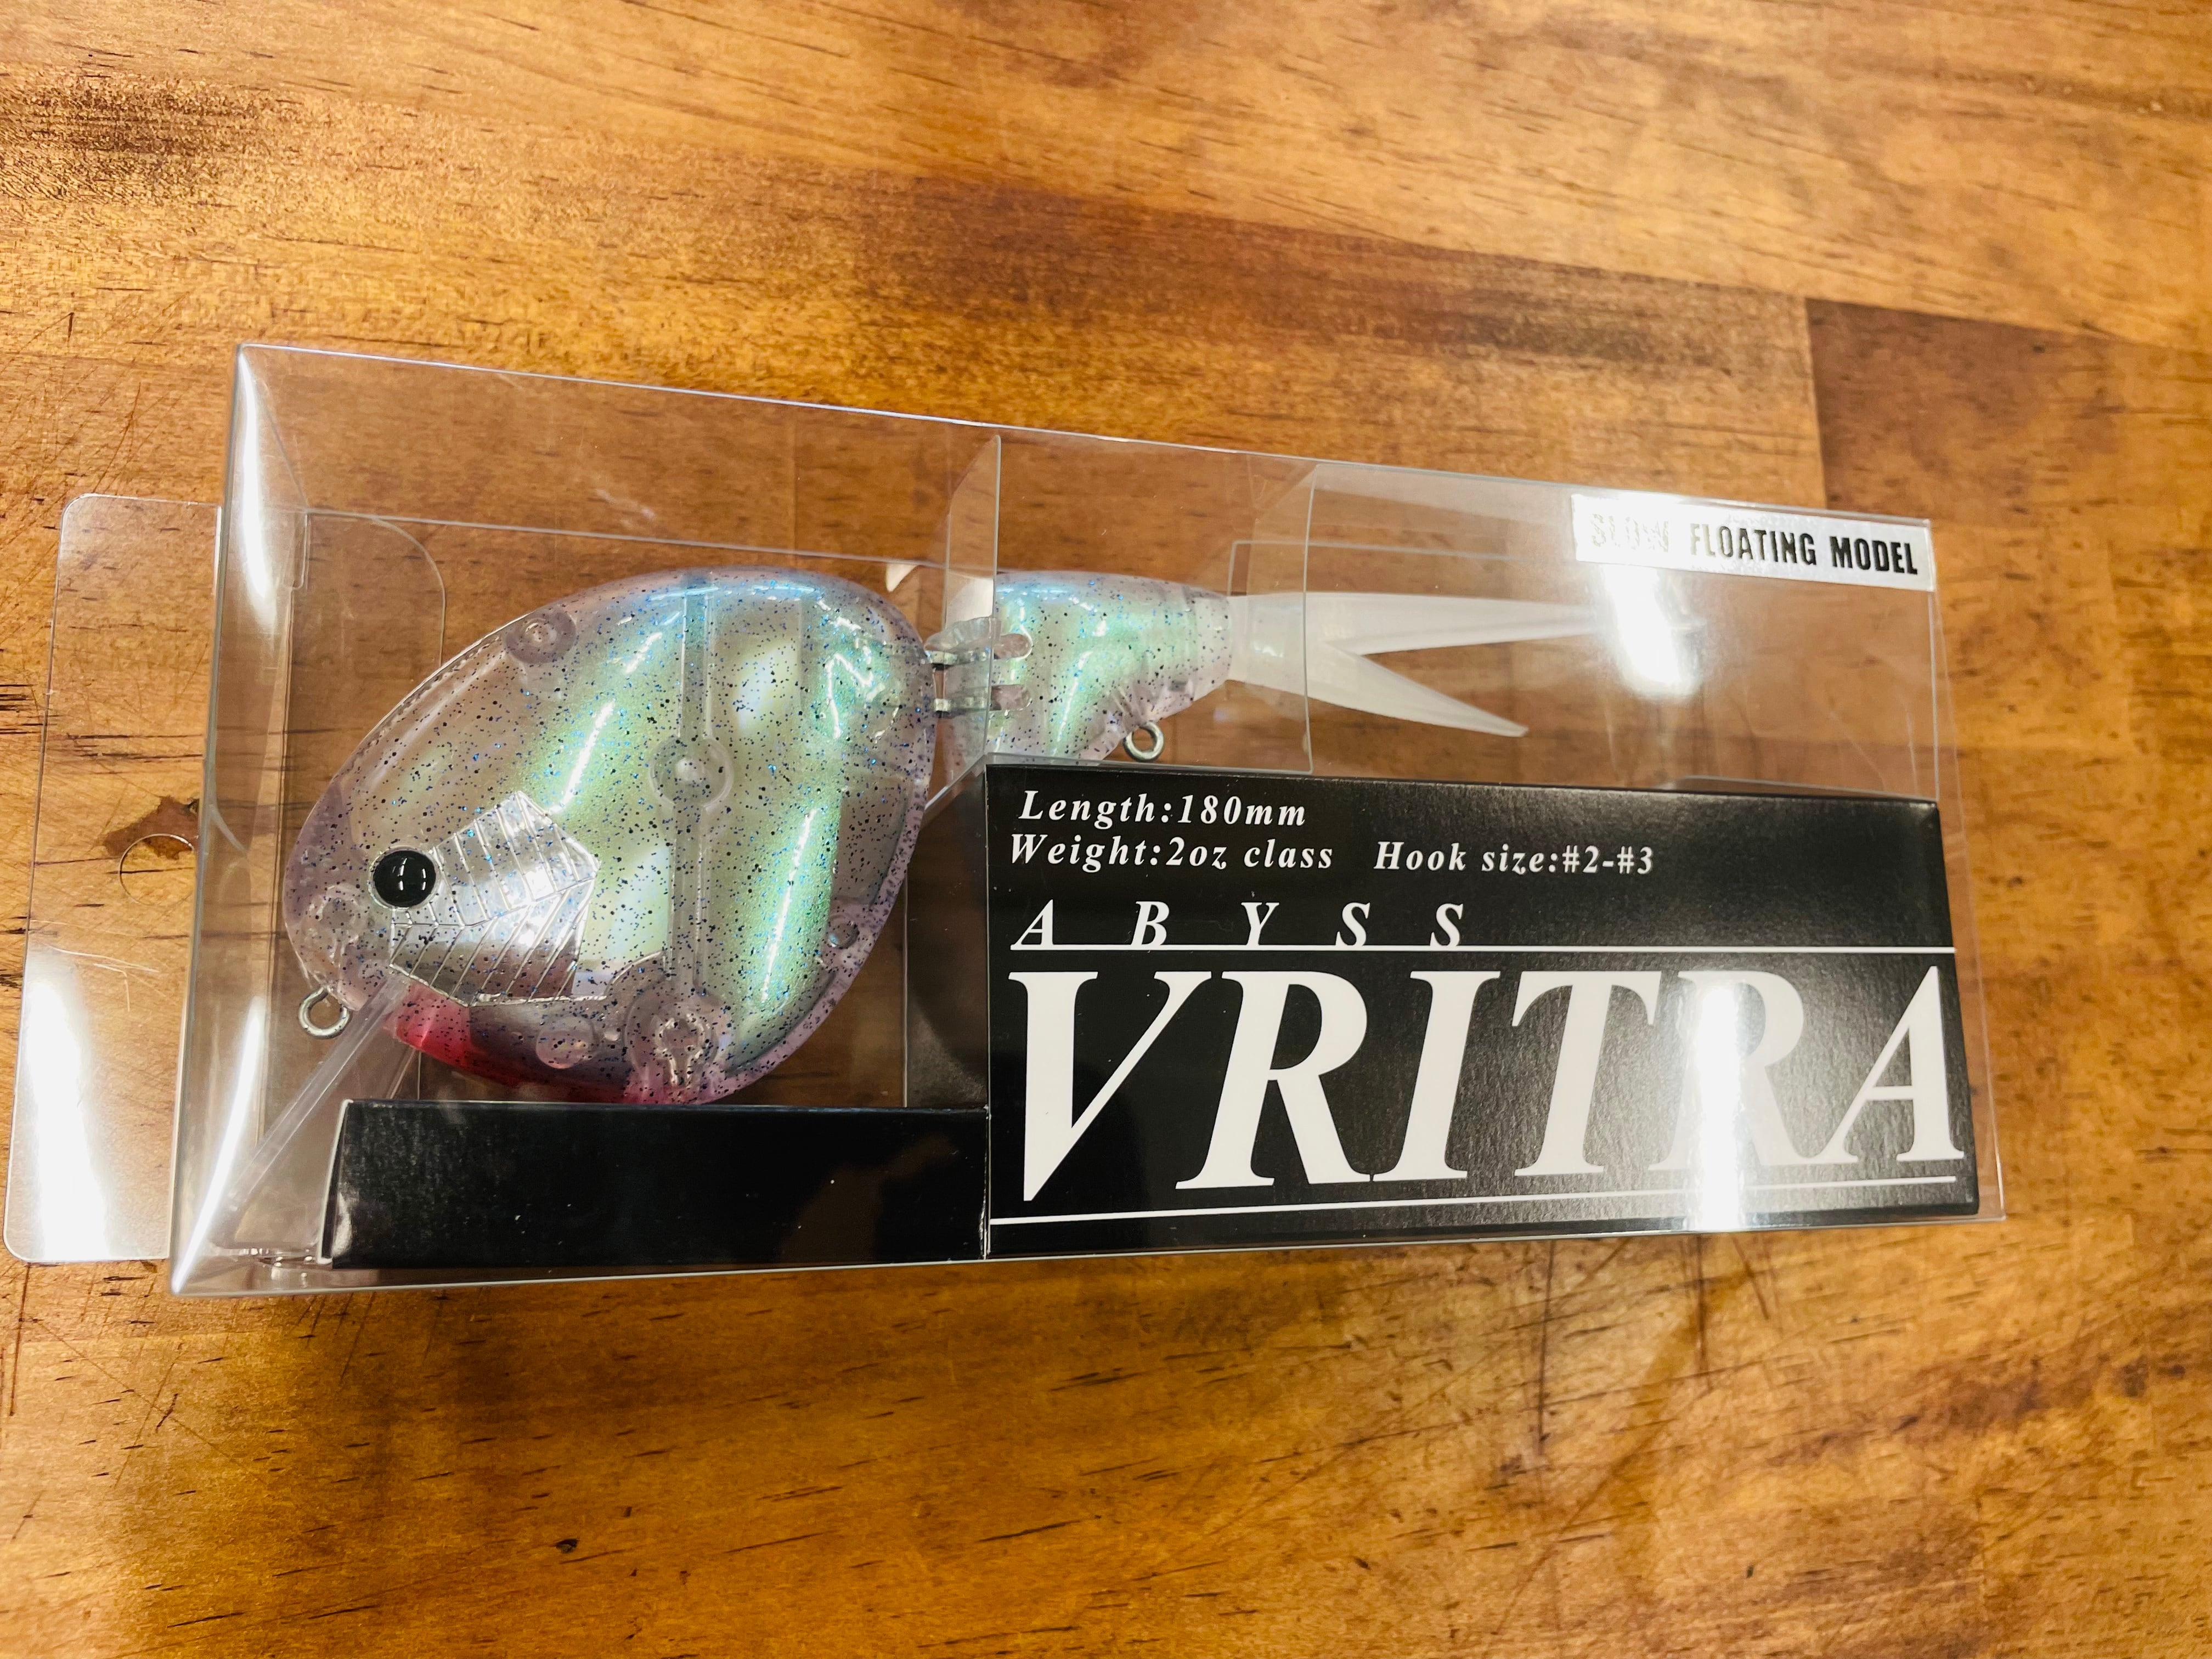 SLOW FLOATING MODEL
Length:180mm
Weight:2oz class Hook size:#2-#3
ABYSS
VRITRA